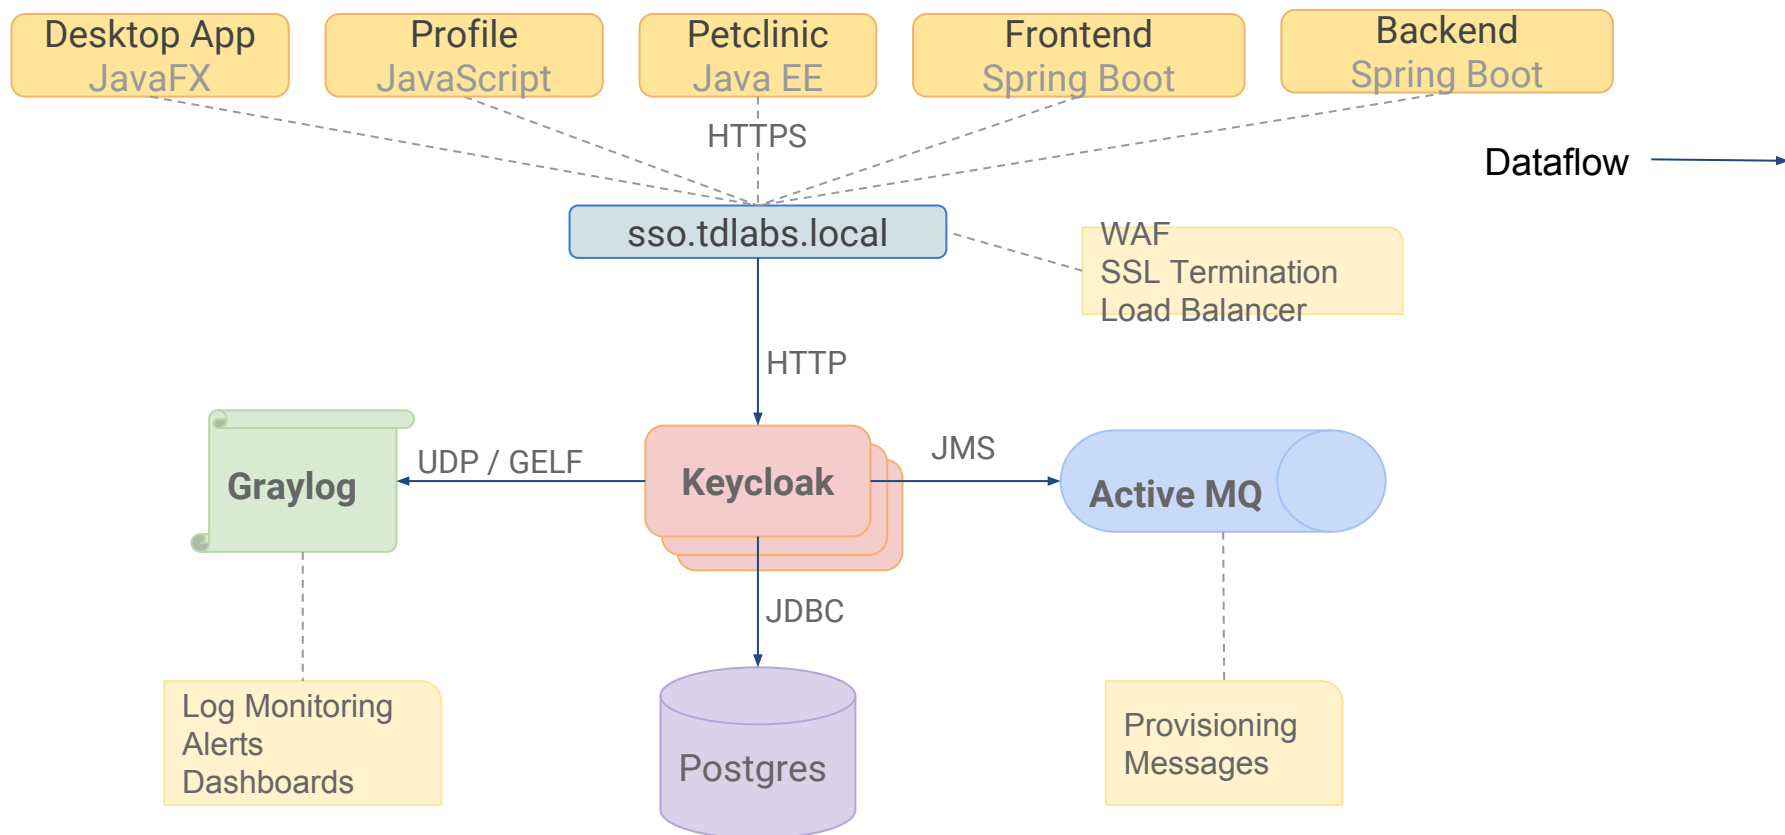 Desktop App
JavaFX
Profile
JavaScript
Petclinic
Java EE
Frontend
Spring Boot
Backend
Spring Boot
HTTPS
Dataflow
sso.tdlabs.local
WAF
SSL Termination
Load Balancer
HTTP
Graylog
UDP / GELF
Keycloak
JMS
Active MQ
JDBC
Log Monitoring
Alerts
Dashboards
Postgres
Provisioning
Messages